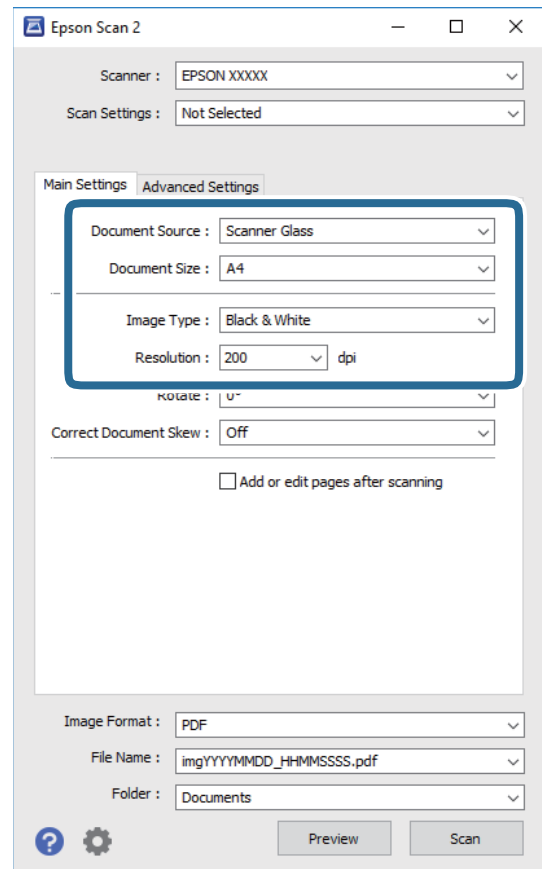 Epson Scan 2
Scanner : EPSON XXXXX
Scan Settings : Not Selected
Main Settings Advanced Settings
Document Source : Scanner Glass
Document Size : A4
Image Type : Black & White
Resolution : 200 dpi
Rotate : 0°
Correct Document Skew : Off
Add or edit pages after scanning
Image Format : PDF
File Name : imgYYYYMMDD_HHMMSSSS.pdf
Folder : Documents
? Preview Scan